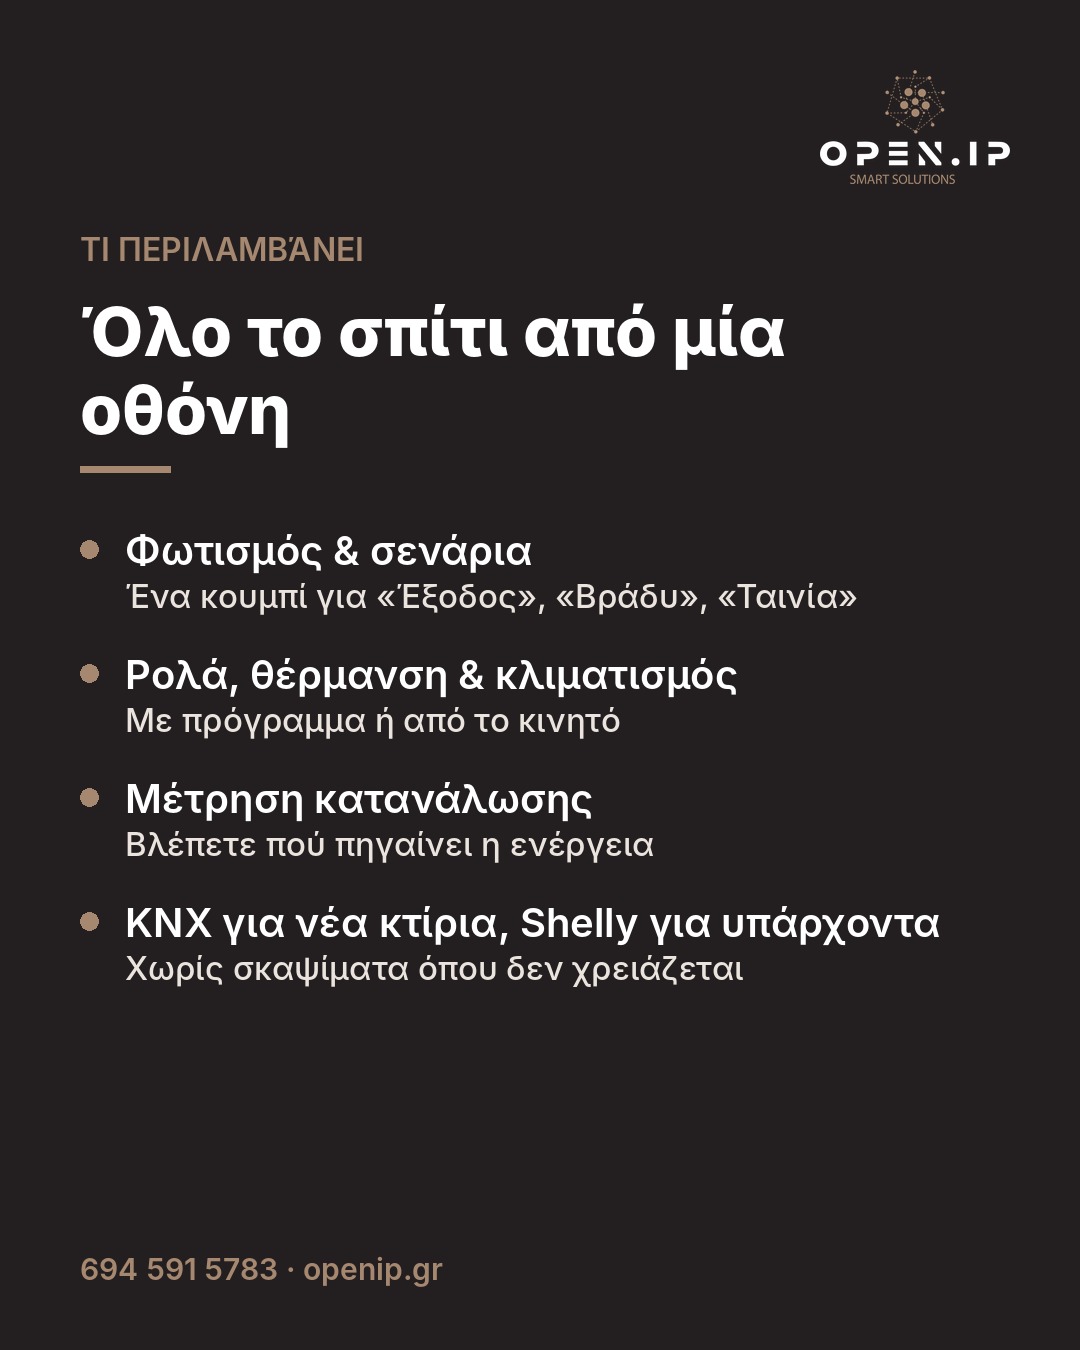 OPEN.IP
SMART SOLUTIONS
ΤΙ ΠΕΡΙΛΑΜΒΆΝΕΙ
Όλο το σπίτι από μία
οθόνη
Φωτισμός & σενάρια
Ένα κουμπί για «Έξοδος», «Βράδυ», «Ταινία»
Ρολά, θέρμανση & κλιματισμός
Με πρόγραμμα ή από το κινητό
Μέτρηση κατανάλωσης
Βλέπετε πού πηγαίνει η ενέργεια
KNX για νέα κτίρια, Shelly για υπάρχοντα
Χωρίς σκαψίματα όπου δεν χρειάζεται
694 591 5783 · openip.gr